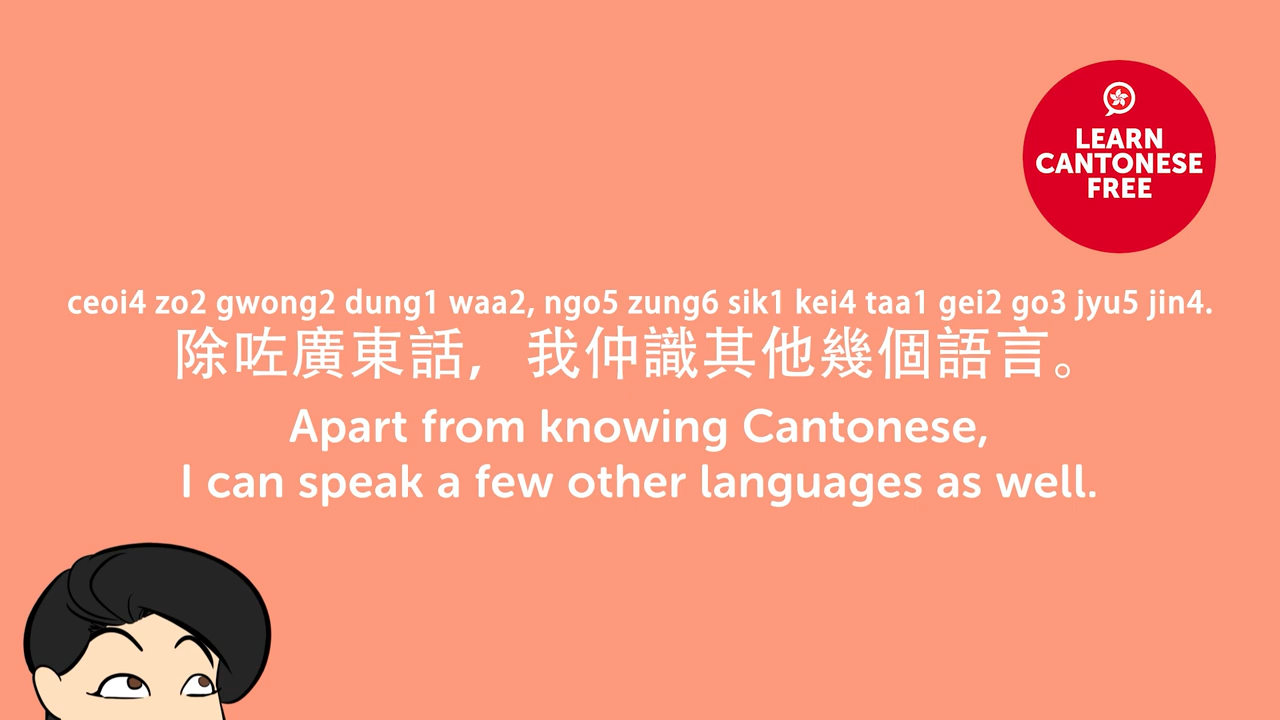 LEARN
CANTONESE
FREE
ceoi4 zo2 gwong2 dung1 waa2, ngo5 zung6 sik1 kei4 taa1 gei2 go3 jyu5 jin4.
除咗廣東話，我仲識其他幾個語言。
Apart from knowing Cantonese,
I can speak a few other languages as well.